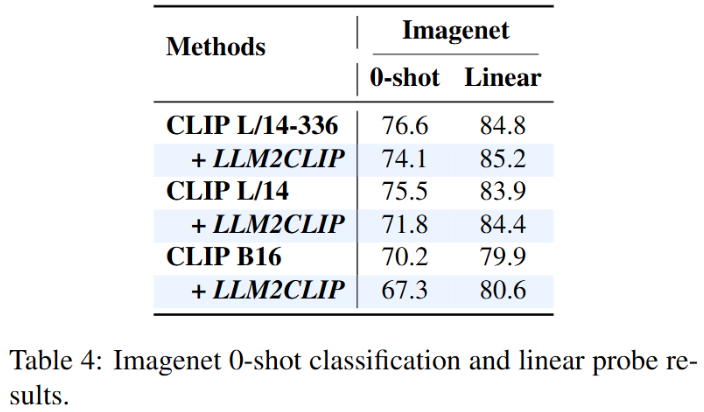 Methods Imagenet
0-shot Linear
CLIP L/14-336 76.6 84.8
+ LLM2CLIP 74.1 85.2
CLIP L/14 75.5 83.9
+ LLM2CLIP 71.8 84.4
CLIP B16 70.2 79.9
+ LLM2CLIP 67.3 80.6
Table 4: Imagenet 0-shot classification and linear probe re-
sults.